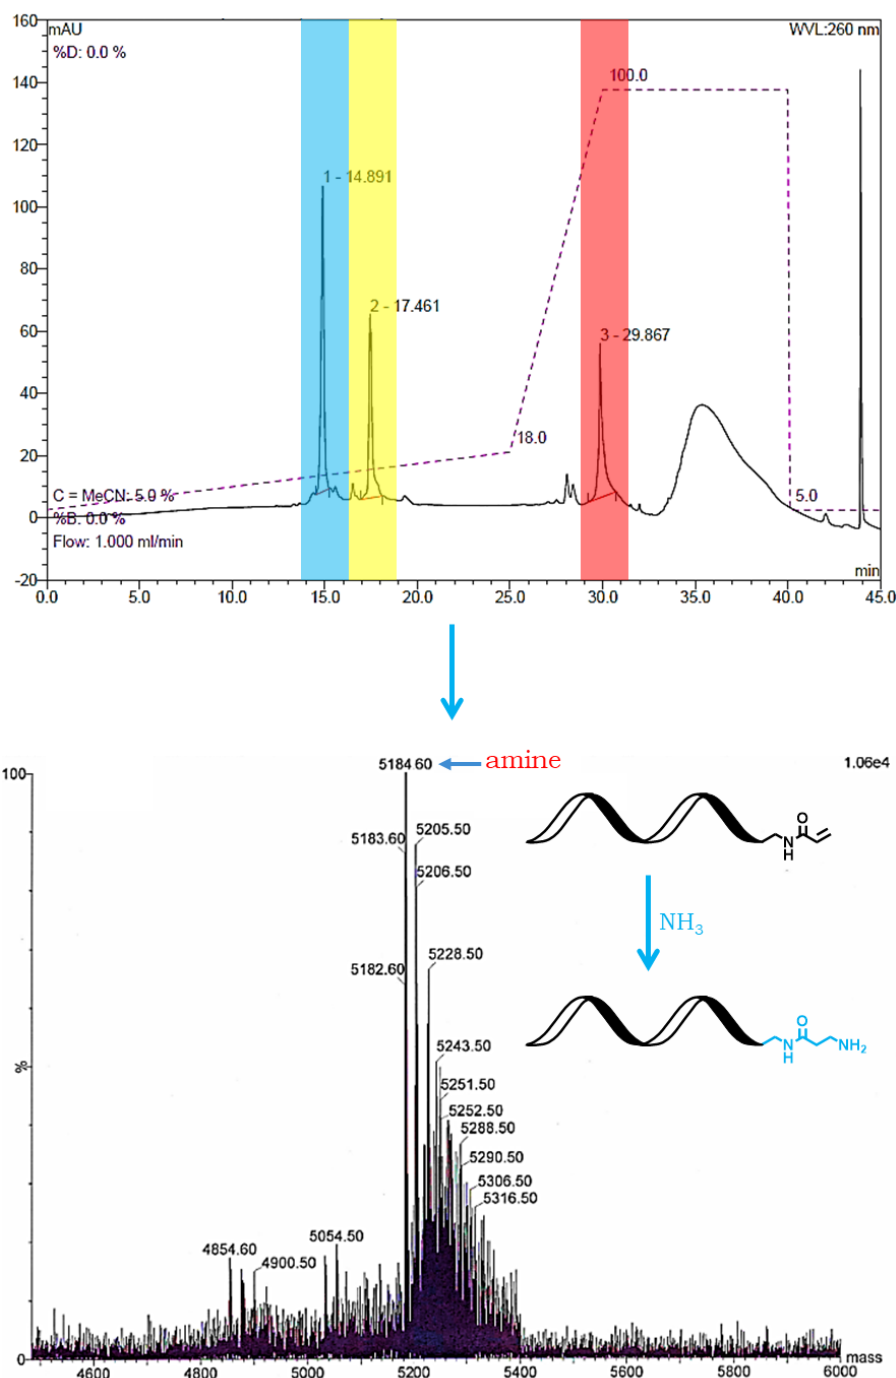 160
mAU
WVL:260 nm
%D: 0.0 %
100.0
140
120
1 - 14.891
100
80
2 - 17.461
60
3 - 29.867
40
20
18.0
C = MeCN: 5.0 %
5.0
0
%B: 0.0 %
Flow: 1.000 ml/min
min
-20
0.0 5.0 10.0 15.0 20.0 25.0 30.0 35.0 40.0 45.0
5184 60
amine
1.06e4
100
5183.60
5205.50
O
N
H
5206.50
NH3
5228.50
5182.60
O
N
H
NH2
5243.50
%
5251.50
5252.50
5288.50
5290.50
5306.50
5316.50
5054.50
4854.60
4900.50
0
mass
4600 4800 5000 5200 5400 5600 5800 6000